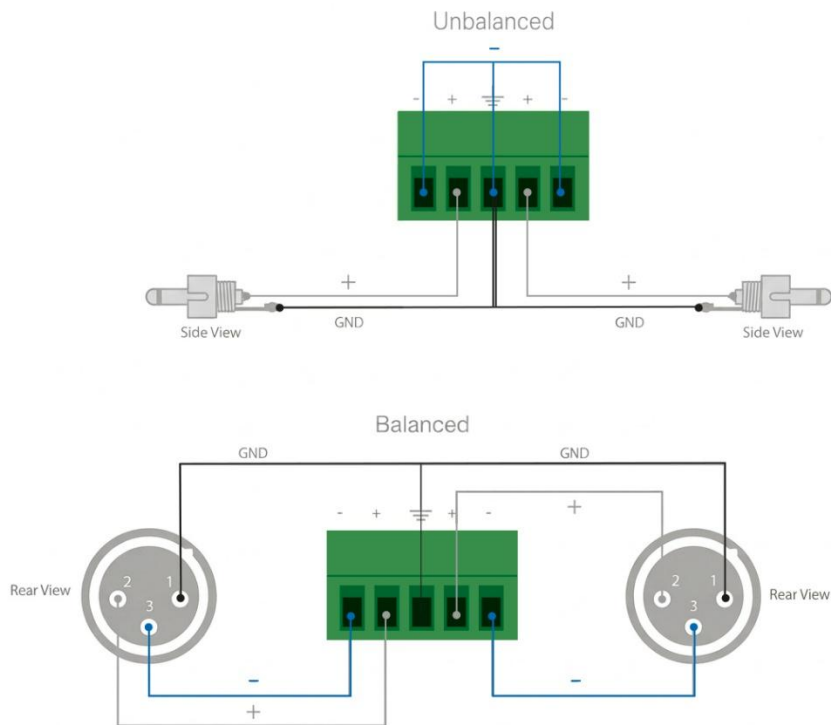 Unbalanced
-
- + ⏚ + -
+ +
GND GND
Side View Side View
Balanced
GND GND
- + ⏚ + -
+
Rear View 2 1 3 2 1 3 Rear View
- -
+